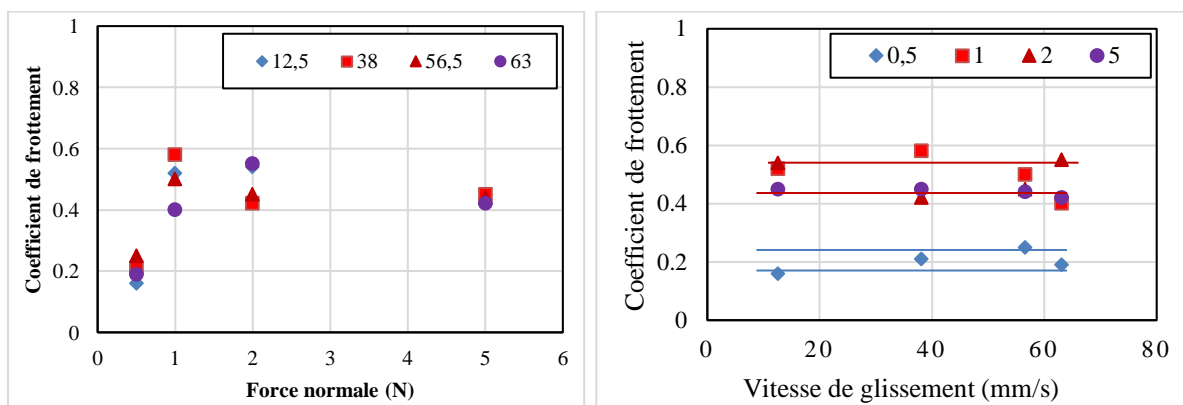 1
0,8
0,6
0,4
0,2
0
Coefficient de frottement
12,5 38 56,5 63
0 1 2 3 4 5 6
Force normale (N)
1
0,8
0,6
0,4
0,2
0
Coefficient de frottement
0,5 1 2 5
0 20 40 60 80
Vitesse de glissement (mm/s)